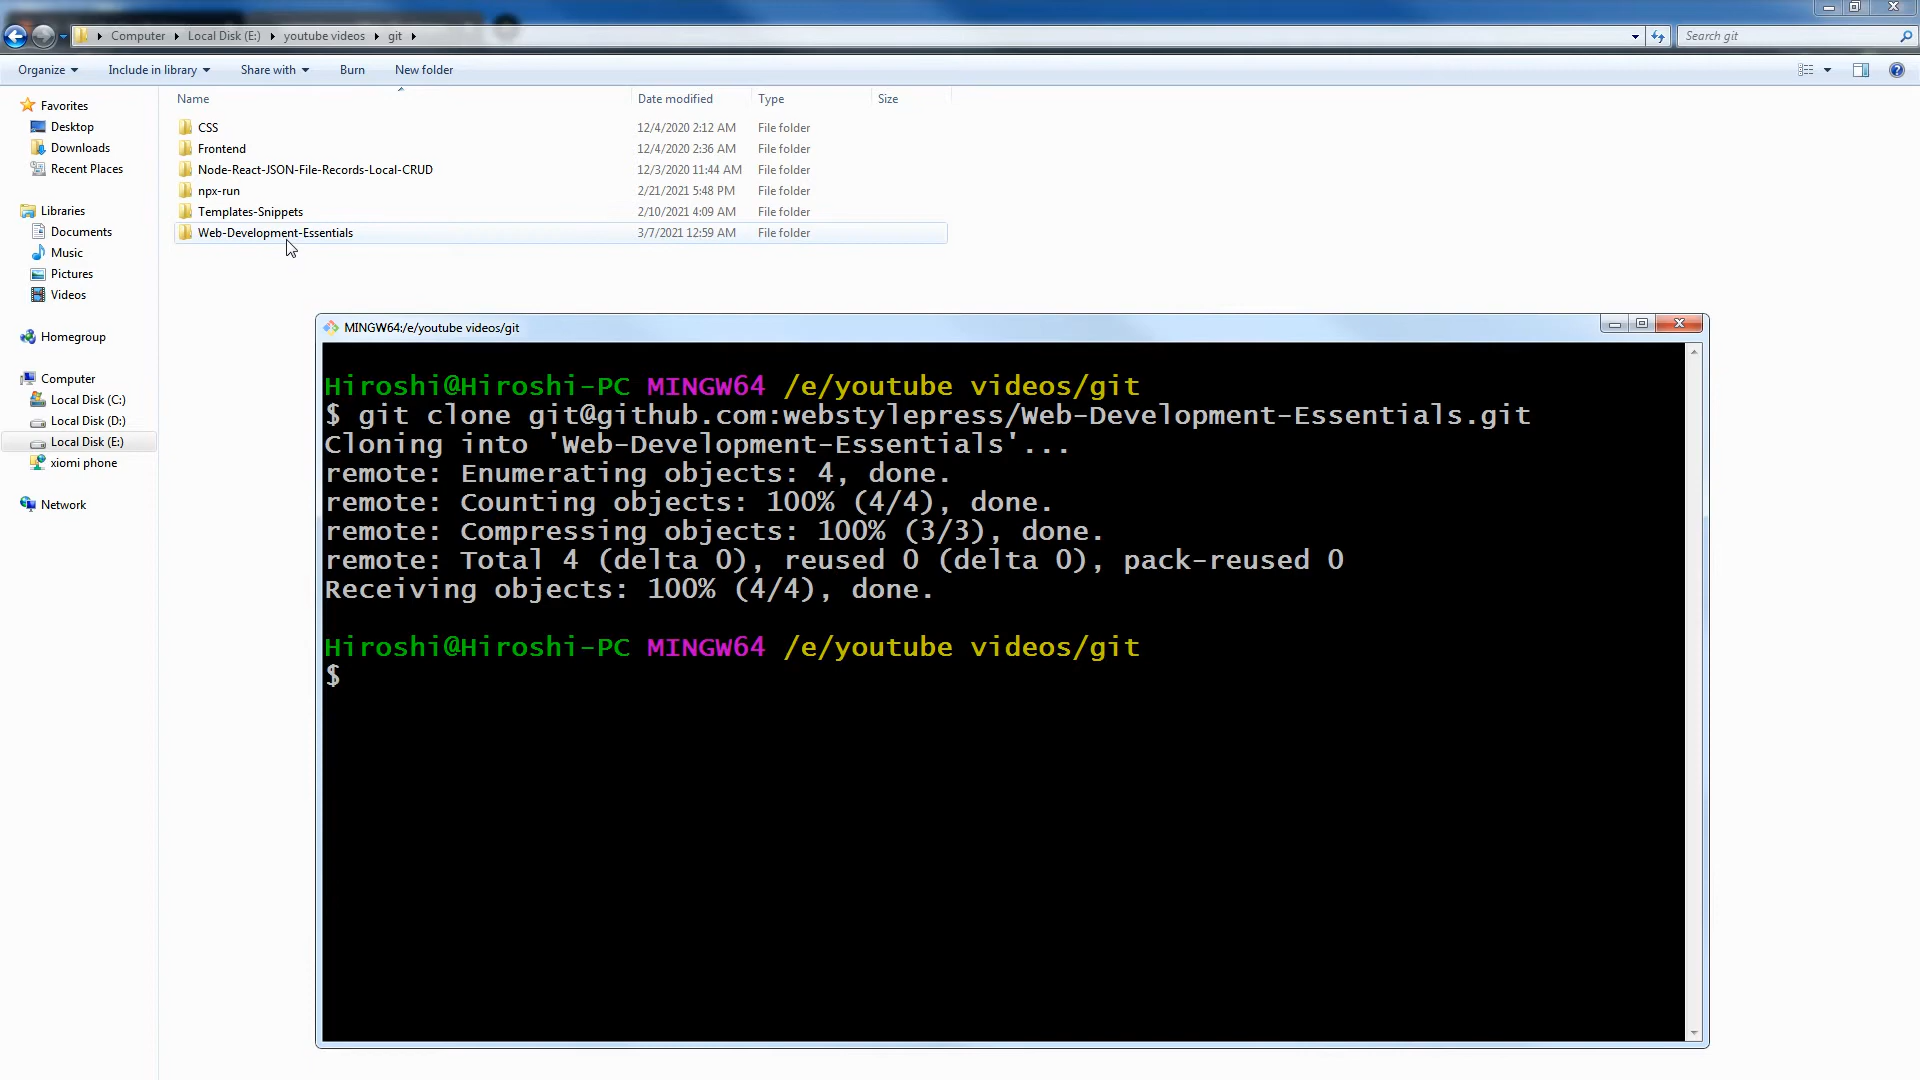 Computer Local Disk (E:) youtube videos git
Search git
Organize Include in library Share with Burn New folder
Name Date modified Type Size
Favorites
Desktop
Downloads
Recent Places
Libraries
Documents
Music
Pictures
Videos
Homegroup
Computer
Local Disk (C:)
Local Disk (D:)
Local Disk (E:)
xiomi phone
Network
CSS 12/4/2020 2:12 AM File folder
Frontend 12/4/2020 2:36 AM File folder
Node-React-JSON-File-Records-Local-CRUD 12/3/2020 11:44 AM File folder
npx-run 2/21/2021 5:48 PM File folder
Templates-Snippets 2/10/2021 4:09 AM File folder
Web-Development-Essentials 3/7/2021 12:59 AM File folder
MINGW64:/e/youtube videos/git
Hiroshi@Hiroshi-PC MINGW64 /e/youtube videos/git
$ git clone git@github.com:webstylepress/Web-Development-Essentials.git
Cloning into 'Web-Development-Essentials'...
remote: Enumerating objects: 4, done.
remote: Counting objects: 100% (4/4), done.
remote: Compressing objects: 100% (3/3), done.
remote: Total 4 (delta 0), reused 0 (delta 0), pack-reused 0
Receiving objects: 100% (4/4), done.
Hiroshi@Hiroshi-PC MINGW64 /e/youtube videos/git
$